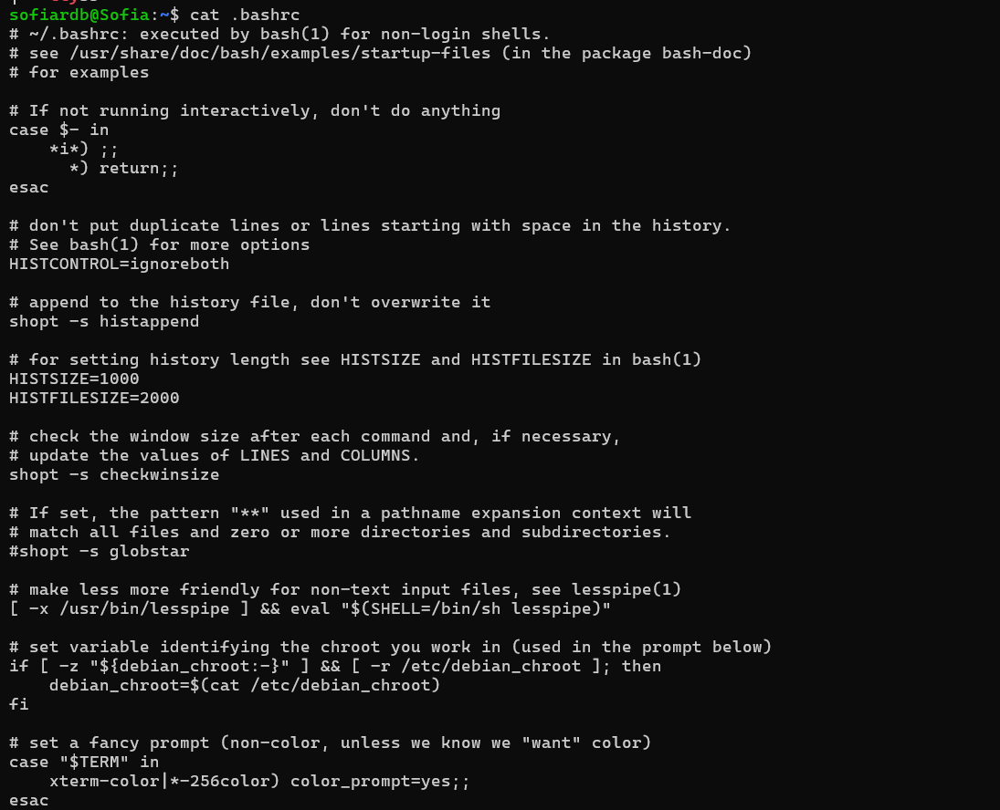 sofiardb@Sofia:~$ cat .bashrc
# ~/.bashrc: executed by bash(1) for non-login shells.
# see /usr/share/doc/bash/examples/startup-files (in the package bash-doc)
# for examples

# If not running interactively, don't do anything
case $- in
    *i*) ;;
      *) return;;
esac

# don't put duplicate lines or lines starting with space in the history.
# See bash(1) for more options
HISTCONTROL=ignoreboth

# append to the history file, don't overwrite it
shopt -s histappend

# for setting history length see HISTSIZE and HISTFILESIZE in bash(1)
HISTSIZE=1000
HISTFILESIZE=2000

# check the window size after each command and, if necessary,
# update the values of LINES and COLUMNS.
shopt -s checkwinsize

# If set, the pattern "**" used in a pathname expansion context will
# match all files and zero or more directories and subdirectories.
#shopt -s globstar

# make less more friendly for non-text input files, see lesspipe(1)
[ -x /usr/bin/lesspipe ] && eval "$(SHELL=/bin/sh lesspipe)"

# set variable identifying the chroot you work in (used in the prompt below)
if [ -z "${debian_chroot:-}" ] && [ -r /etc/debian_chroot ]; then
    debian_chroot=$(cat /etc/debian_chroot)
fi

# set a fancy prompt (non-color, unless we know we "want" color)
case "$TERM" in
    xterm-color|*-256color) color_prompt=yes;;
esac